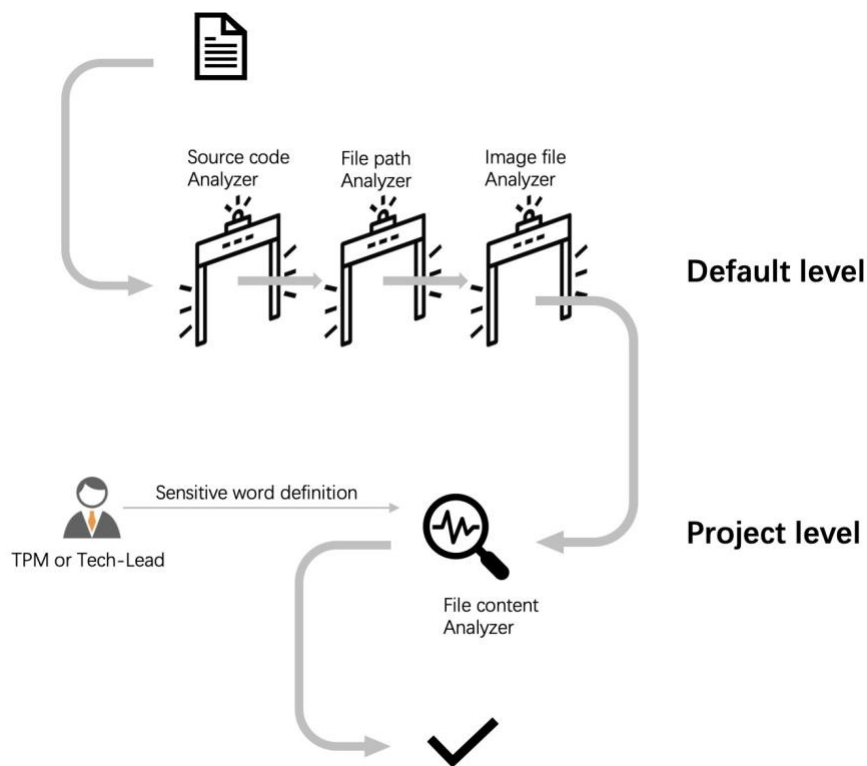 Source code
Analyzer
File path
Analyzer
Image file
Analyzer
Default level
Sensitive word definition
TPM or Tech-Lead
Project level
File content
Analyzer